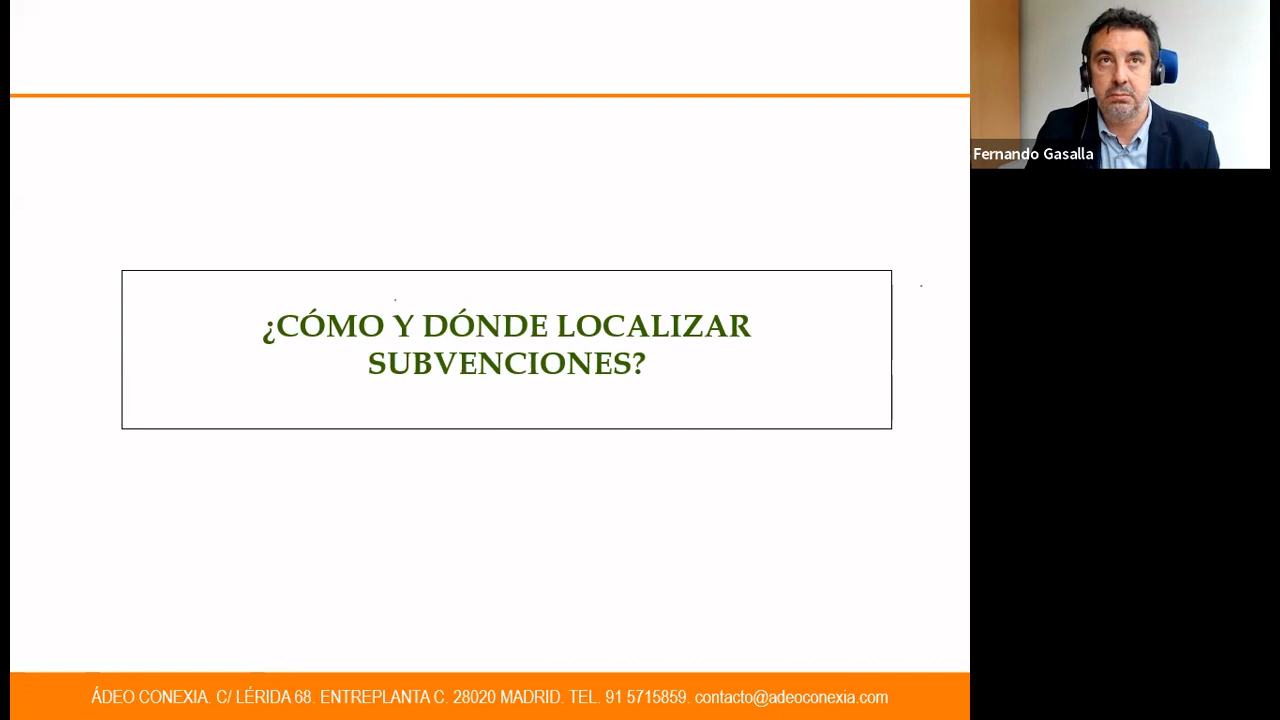 Fernando Gasalla
¿CÓMO Y DÓNDE LOCALIZAR
SUBVENCIONES?
ÁDEO CONEXIA. C/ LÉRIDA 68. ENTREPLANTA C. 28020 MADRID. TEL. 91 5715859. contacto@adeoconexia.com